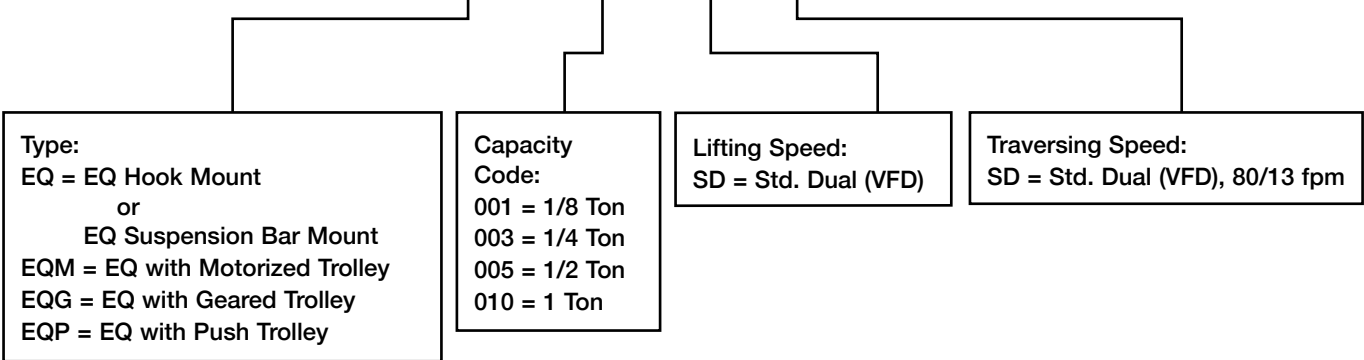 Type:
EQ = EQ Hook Mount
or
EQ Suspension Bar Mount
EQM = EQ with Motorized Trolley
EQG = EQ with Geared Trolley
EQP = EQ with Push Trolley
Capacity
Code:
001 = 1/8 Ton
003 = 1/4 Ton
005 = 1/2 Ton
010 = 1 Ton
Lifting Speed:
SD = Std. Dual (VFD)
Traversing Speed:
SD = Std. Dual (VFD), 80/13 fpm